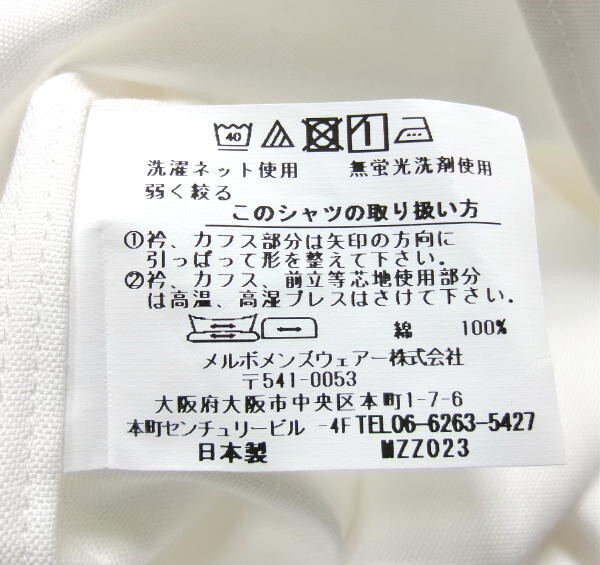 40
洗濯ネット使用 無蛍光洗剤使用
弱く絞る
このシャツの取り扱い方
①衿、カフス部分は矢印の方向に
引っぱって形を整えて下さい。
②衿、カフス、前立等芯地使用部分
は高温、高湿プレスはさけて下さい。
綿 100%
メルボメンズウェアー株式会社
〒541-0053
大阪府大阪市中央区本町1-7-6
本町センチュリービル -4F TEL06-6263-5427
日本製 MZZ023